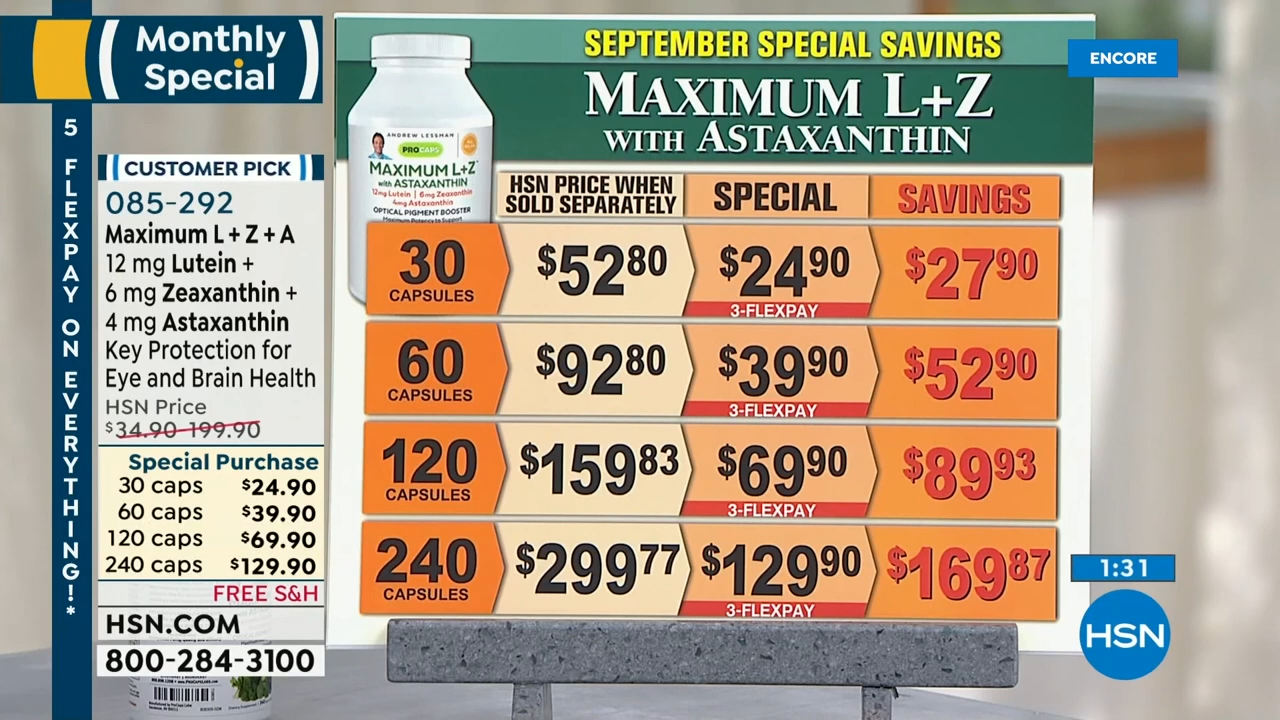 ( Monthly
Special )
5 FLEXPAY ON EVERYTHING!*
CUSTOMER PICK
085-292
Maximum L + Z + A
12 mg Lutein +
6 mg Zeaxanthin +
4 mg Astaxanthin
Key Protection for
Eye and Brain Health
HSN Price
$34.90-199.90
Special Purchase
30 caps $24.90
60 caps $39.90
120 caps $69.90
240 caps $129.90
FREE S&H
HSN.COM
800-284-3100
SEPTEMBER SPECIAL SAVINGS
MAXIMUM L+Z
WITH ASTAXANTHIN
ANDREW LESSMAN
PROCAPS
MAXIMUM L+Z
with ASTAXANTHIN
12mg Lutein | 6mg Zeaxanthin
4mg Astaxanthin
OPTICAL PIGMENT BOOSTER
Maximum Potency to Support
HSN PRICE WHEN
SOLD SEPARATELY
SPECIAL
SAVINGS
30
CAPSULES
$52.80
$24.90
3-FLEXPAY
$27.90
60
CAPSULES
$92.80
$39.90
3-FLEXPAY
$52.90
120
CAPSULES
$159.83
$69.90
3-FLEXPAY
$89.93
240
CAPSULES
$299.77
$129.90
3-FLEXPAY
$169.87
ENCORE
1:31
HSN